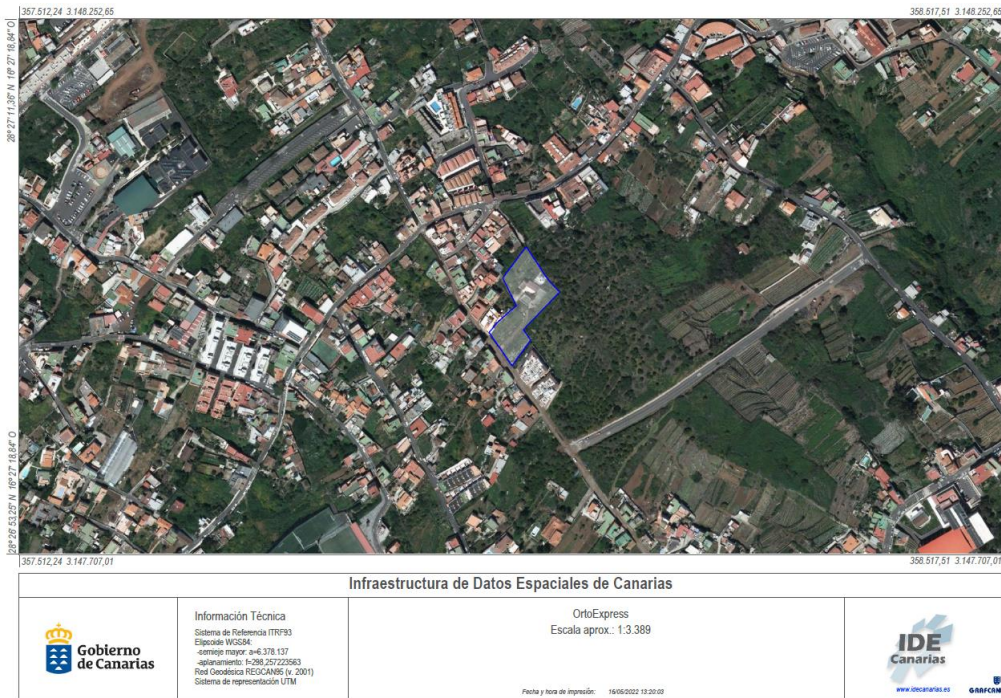 357.512,24 3.148.252,65
358.517,51 3.148.252,65
28º 27' 11,36" N 16º 27' 18,84" O
28º 26' 53,25" N 16º 27' 18,84" O
357.512,24 3.147.707,01
358.517,51 3.147.707,01
Infraestructura de Datos Espaciales de Canarias
Gobierno
de Canarias
Información Técnica
Sistema de Referencia ITRF93
Elipsoide WGS84:
-semieje mayor: a=6.378.137
-aplanamiento: f=298,257223563
Red Geodésica REGCAN95 (v. 2001)
Sistema de representación UTM
OrtoExpress
Escala aprox.: 1:3.389
Fecha y hora de impresión: 16/05/2022 13:20:03
IDE
Canarias
www.idecanarias.es
GRAFCAN